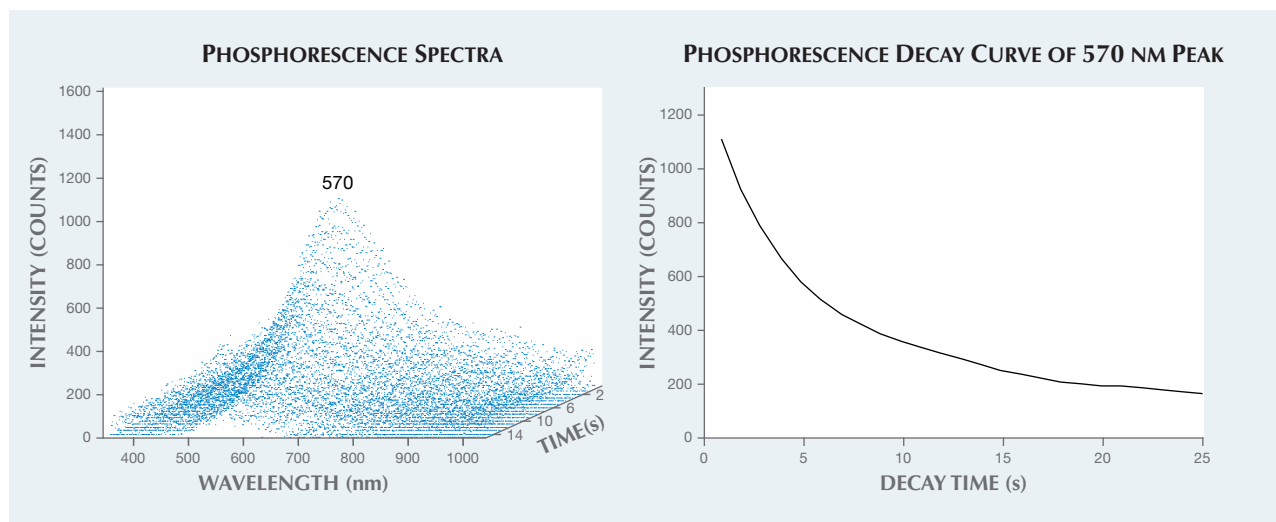 PHOSPHORESCENCE SPECTRA
INTENSITY (COUNTS)
1600
1400
1200
1000
800
600
400
200
0
570
400 500 600 700 800 900 1000
WAVELENGTH (nm)
2
6
10
14
TIME(s)
PHOSPHORESCENCE DECAY CURVE OF 570 NM PEAK
INTENSITY (COUNTS)
1200
1000
800
600
400
200
0
0 5 10 15 20 25
DECAY TIME (s)